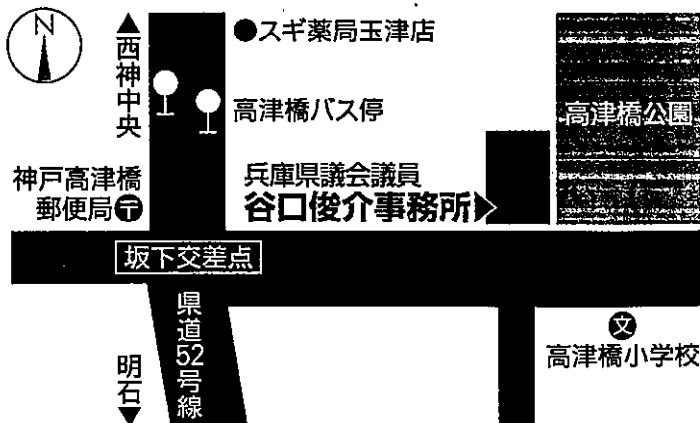 N
▲西神中央
●スギ薬局玉津店
高津橋バス停
高津橋公園
神戸高津橋
郵便局〒
兵庫県議会議員
谷口俊介事務所▶
坂下交差点
県道52号線
明石▼
文
高津橋小学校